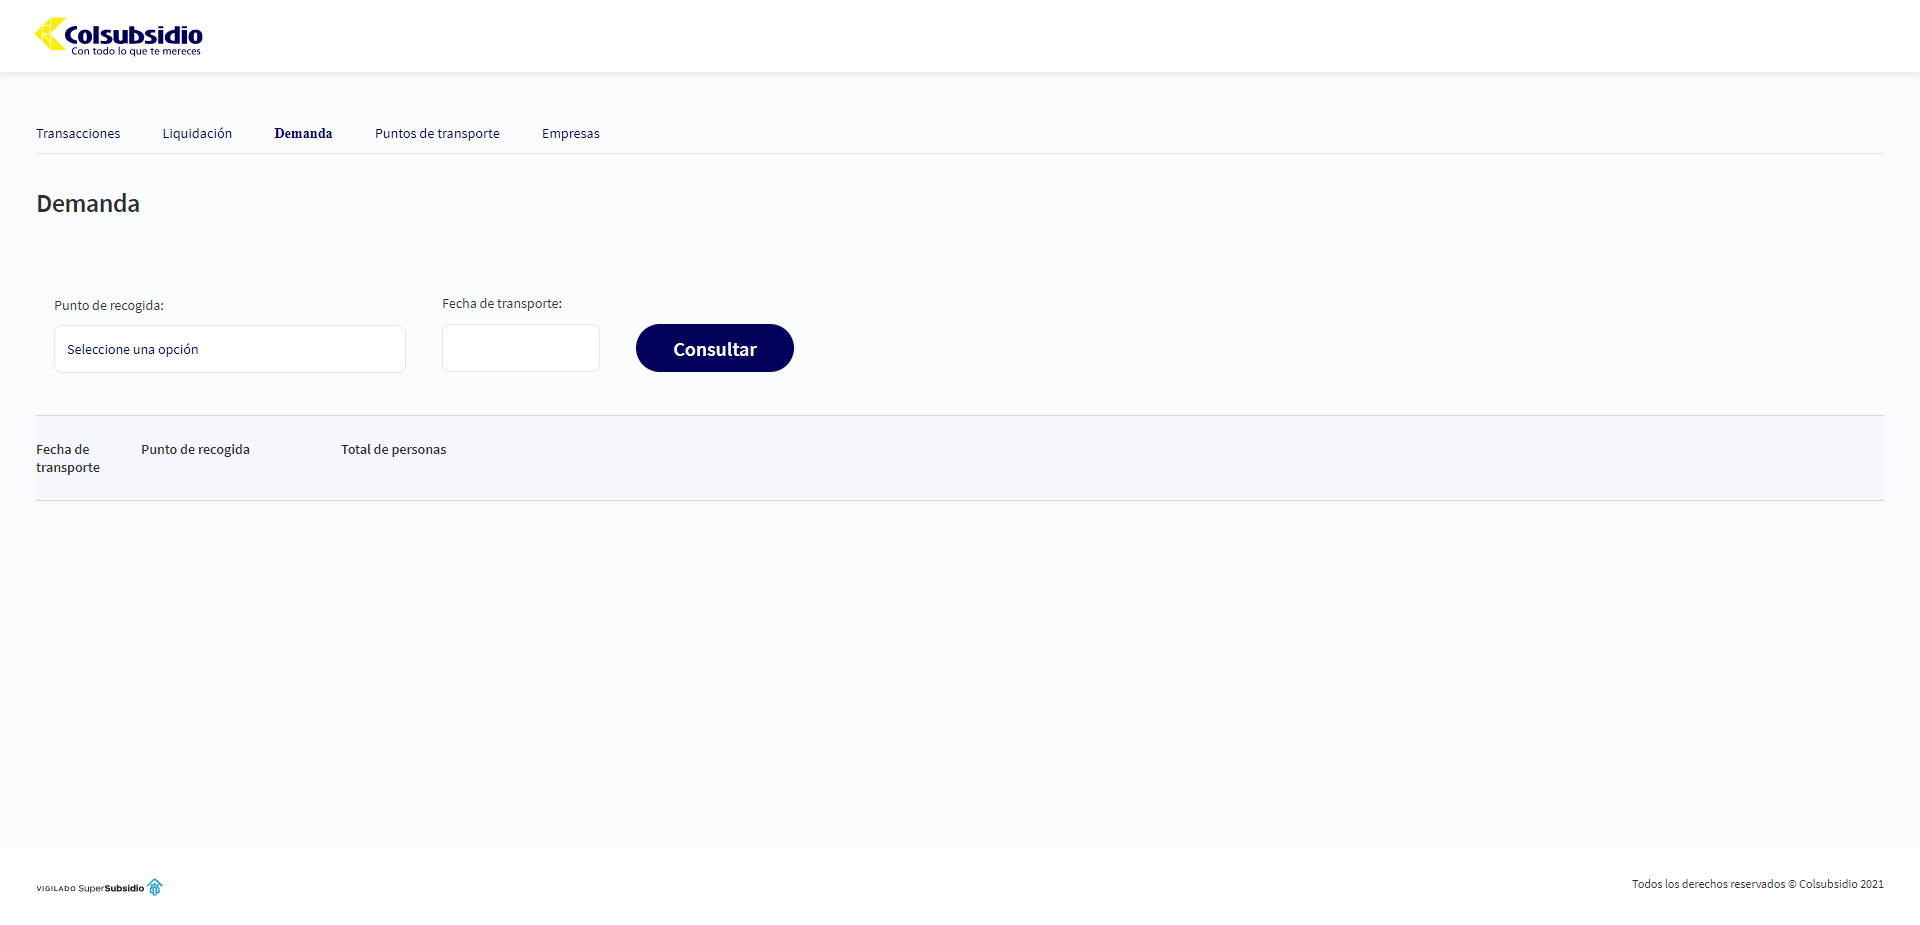 Colsubsidio
Con todo lo que te mereces
Transacciones Liquidación Demanda Puntos de transporte Empresas
Demanda
Punto de recogida: Fecha de transporte:
Seleccione una opción Consultar
Fecha de transporte Punto de recogida Total de personas
VIGILADO SuperSubsidio Todos los derechos reservados © Colsubsidio 2021